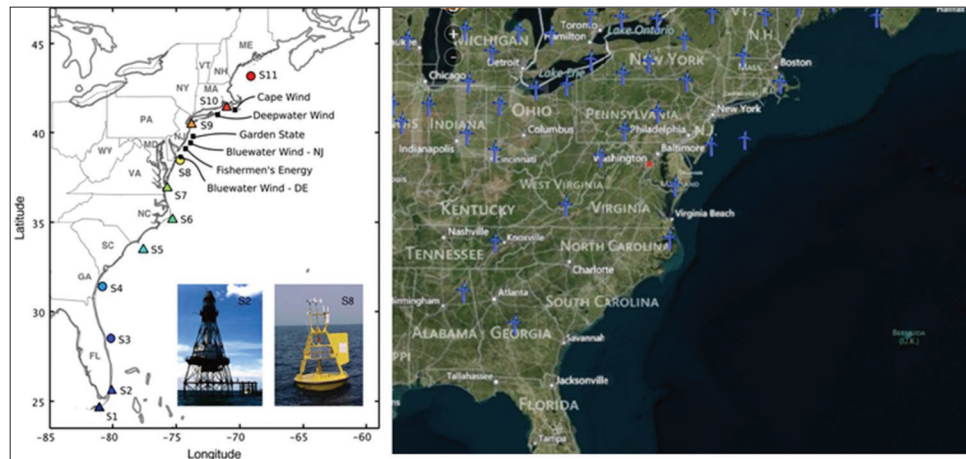 45
40
35
30
25
Latitude
-85
-80
-75
-70
-65
-60
Longitude
ME
VT
NH
NY
MA
PA
NJ
MD
WY
VA
NC
SC
GA
FL
S11
S10
S9
S8
S7
S6
S5
S4
S3
S2
S1
Cape Wind
Deepwater Wind
Garden State
Bluewater Wind - NJ
Fishermen's Energy
Bluewater Wind - DE
S2
S8
Toronto
Hamilton
Lake Ontario
MICHIGAN
VT.
N.H.
Detroit
Lake Erie
NEW YORK
MASS.
Boston
Chicago
OHIO
PENNSYLVANIA
New York
INDIANA
Columbus
Philadelphia
NJ
Indianapolis
Baltimore
Cincinnati
Washington
MARYLAND
WEST VIRGINIA
VIRGINIA
KENTUCKY
Virginia Beach
Nashville
Knoxville
TENNESSEE
NORTH CAROLINA
Charlotte
Birmingham
Atlanta
SOUTH CAROLINA
ALABAMA
GEORGIA
Savannah
BERMUDA
(U.K.)
Tallahassee
Jacksonville
FLORIDA
Tampa